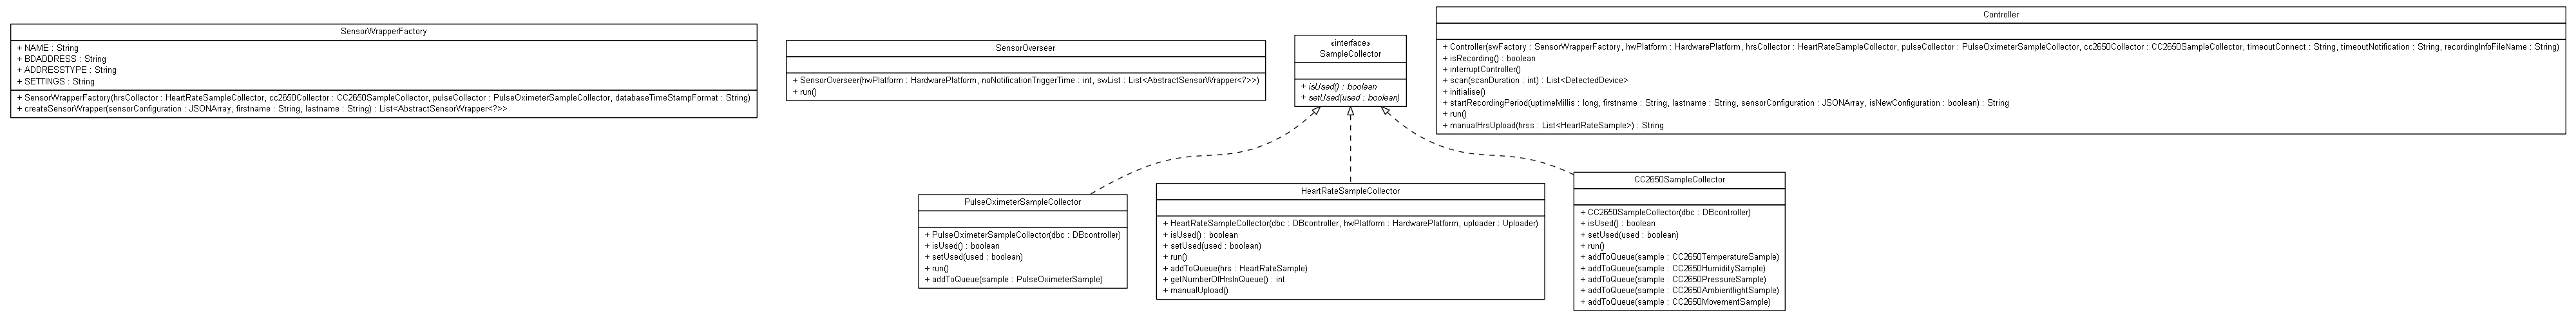 SensorWrapperFactory
+ NAME : String
+ BDADDRESS : String
+ ADDRESSTYPE : String
+ SETTINGS : String
+ SensorWrapperFactory(hrsCollector : HeartRateSampleCollector, cc2650Collector : CC2650SampleCollector, pulseCollector : PulseOximeterSampleCollector, databaseTimeStampFormat : String)
+ createSensorWrapper(sensorConfiguration : JSONArray, firstname : String, lastname : String) : List<AbstractSensorWrapper<?>>
SensorOverseer
+ SensorOverseer(hwPlatform : HardwarePlatform, noNotificationTriggerTime : int, swList : List<AbstractSensorWrapper<?>>)
+ run()
«interface»
SampleCollector
+ isUsed() : boolean
+ setUsed(used : boolean)
Controller
+ Controller(swFactory : SensorWrapperFactory, hwPlatform : HardwarePlatform, hrsCollector : HeartRateSampleCollector, pulseCollector : PulseOximeterSampleCollector, cc2650Collector : CC2650SampleCollector, timeoutConnect : String, timeoutNotification : String, recordingInfoFileName : String)
+ isRecording() : boolean
+ interruptController()
+ scan(scanDuration : int) : List<DetectedDevice>
+ initialise()
+ startRecordingPeriod(uptimeMillis : long, firstname : String, lastname : String, sensorConfiguration : JSONArray, isNewConfiguration : boolean) : String
+ run()
+ manualHrsUpload(hrss : List<HeartRateSample>) : String
PulseOximeterSampleCollector
+ PulseOximeterSampleCollector(dbc : DBcontroller)
+ isUsed() : boolean
+ setUsed(used : boolean)
+ run()
+ addToQueue(sample : PulseOximeterSample)
HeartRateSampleCollector
+ HeartRateSampleCollector(dbc : DBcontroller, hwPlatform : HardwarePlatform, uploader : Uploader)
+ isUsed() : boolean
+ setUsed(used : boolean)
+ run()
+ addToQueue(hrs : HeartRateSample)
+ getNumberOfHrsInQueue() : int
+ manualUpload()
CC2650SampleCollector
+ CC2650SampleCollector(dbc : DBcontroller)
+ isUsed() : boolean
+ setUsed(used : boolean)
+ run()
+ addToQueue(sample : CC2650TemperatureSample)
+ addToQueue(sample : CC2650HumiditySample)
+ addToQueue(sample : CC2650PressureSample)
+ addToQueue(sample : CC2650AmbientlightSample)
+ addToQueue(sample : CC2650MovementSample)